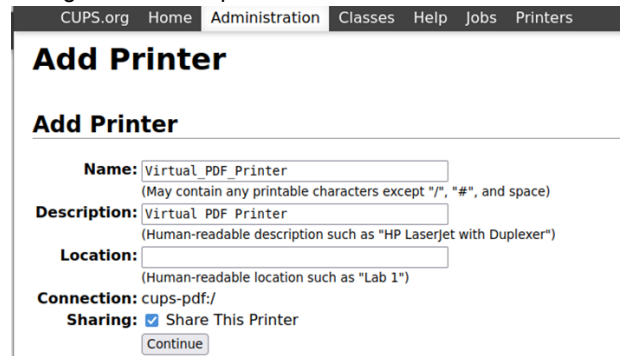 CUPS.org Home Administration Classes Help Jobs Printers
Add Printer
Add Printer
Name: Virtual_PDF_Printer
(May contain any printable characters except "/", "#", and space)
Description: Virtual PDF Printer
(Human-readable description such as "HP LaserJet with Duplexer")
Location:
(Human-readable location such as "Lab 1")
Connection: cups-pdf:/
Sharing: Share This Printer
Continue